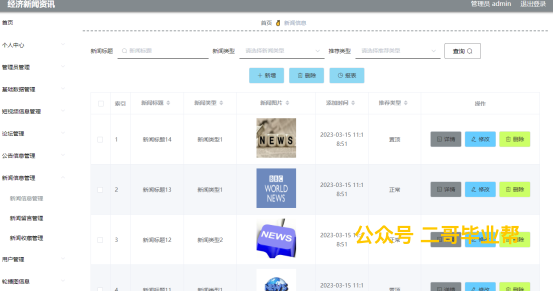 经济新闻资讯
管理员 admin 退出登录
首页
首页 新闻信息
个人中心
管理员管理
基础数据管理
短视频信息管理
论坛管理
公告信息管理
新闻信息管理
新闻信息管理
新闻留言管理
新闻收藏管理
用户管理
轮播图信息
新闻标题 新闻标题 新闻类型 请选择新闻类型 推荐类型 请选择推荐类型 查询
+ 新增 删除 报表
新闻标题 新闻类型 新闻图片 添加时间 推荐类型 操作
1 新闻标题14 新闻类型1 NEWS 2023-03-15 11:1 置顶 详情 修改 删除
8:51
2 新闻标题13 新闻类型1 BBC 2023-03-15 11:1 正常 详情 修改 删除
WORLD 8:51
NEWS
3 新闻标题12 新闻类型2 NEWS 2023-03-15 11:1
8:51
公众号 二哥毕业帮
4 新闻标题11 新闻类型1 2023-03-15 11:1 置顶 详情 修改 删除